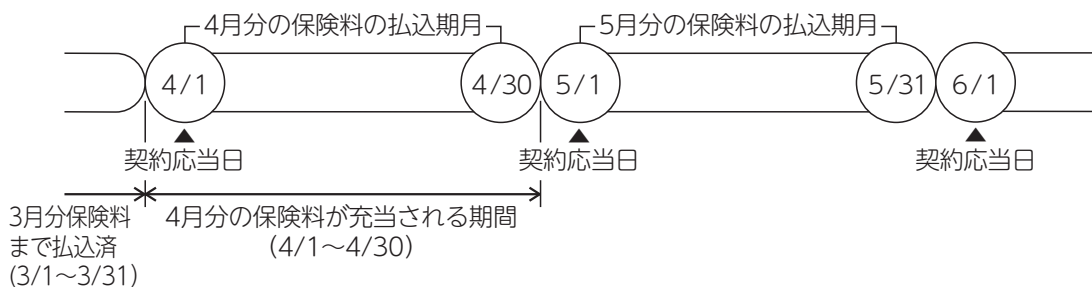 4月分の保険料の払込期月
5月分の保険料の払込期月
4/1
4/30
5/1
5/31
6/1
契約応当日
契約応当日
契約応当日
3月分保険料
まで払込済
(3/1～3/31)
4月分の保険料が充当される期間
(4/1～4/30)